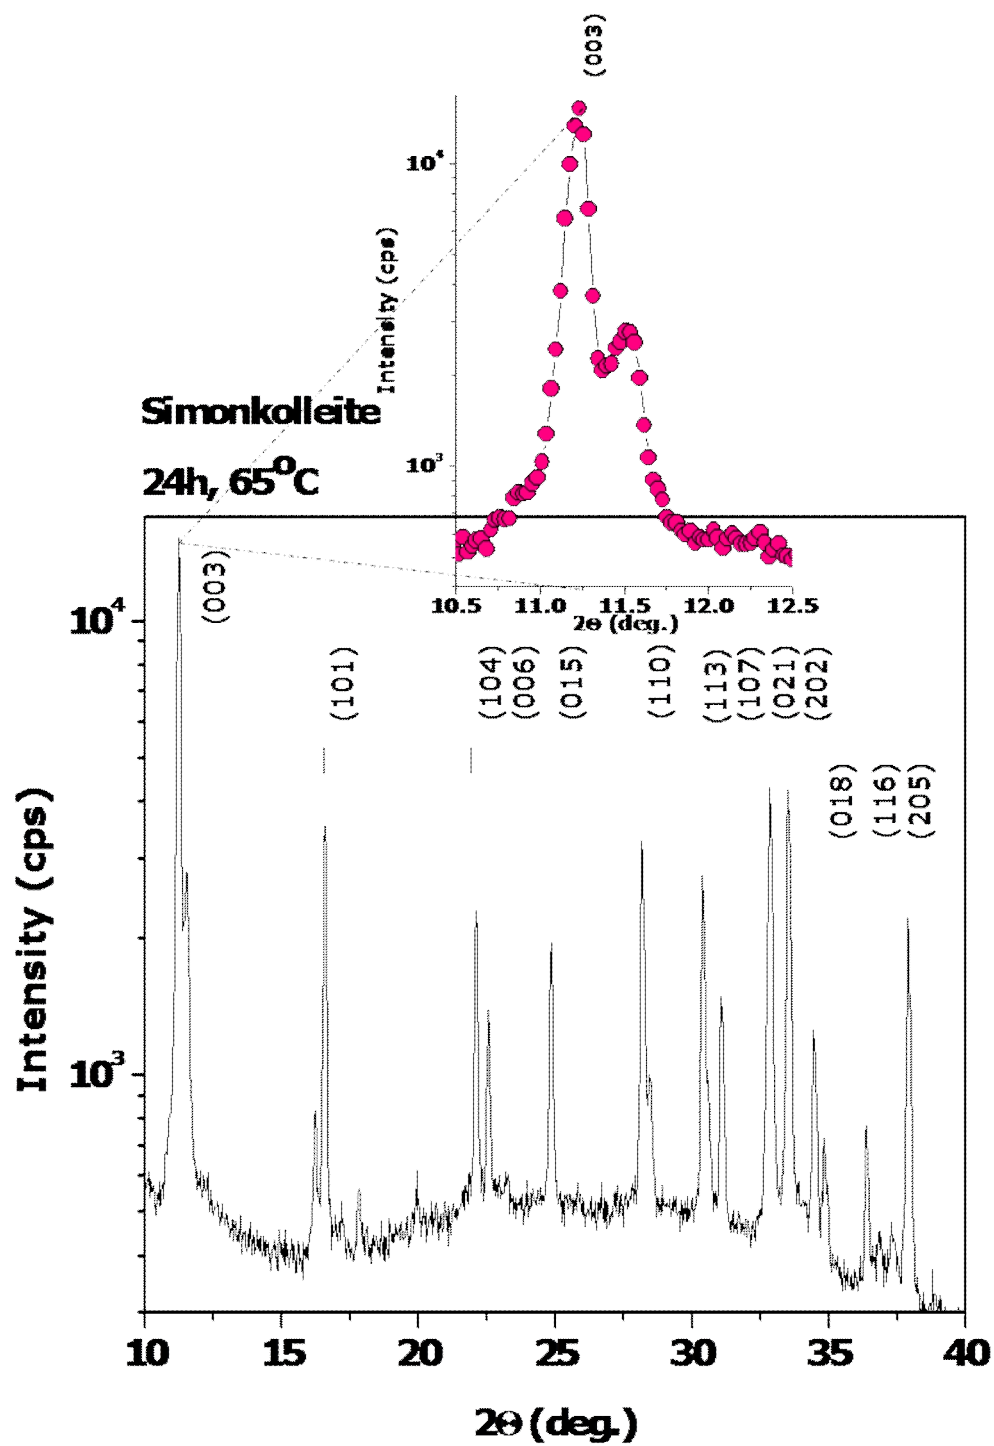 (003)
10⁴
Intensity (cps)
10³
10.5 11.0 11.5 12.0 12.5
2Θ (deg.)
Simonkolleite
24h, 65°C
(003)
10⁴
(101) (104) (006) (015) (110) (113) (107) (021) (202)
(018) (116) (205)
Intensity (cps)
10³
10 15 20 25 30 35 40
2Θ (deg.)